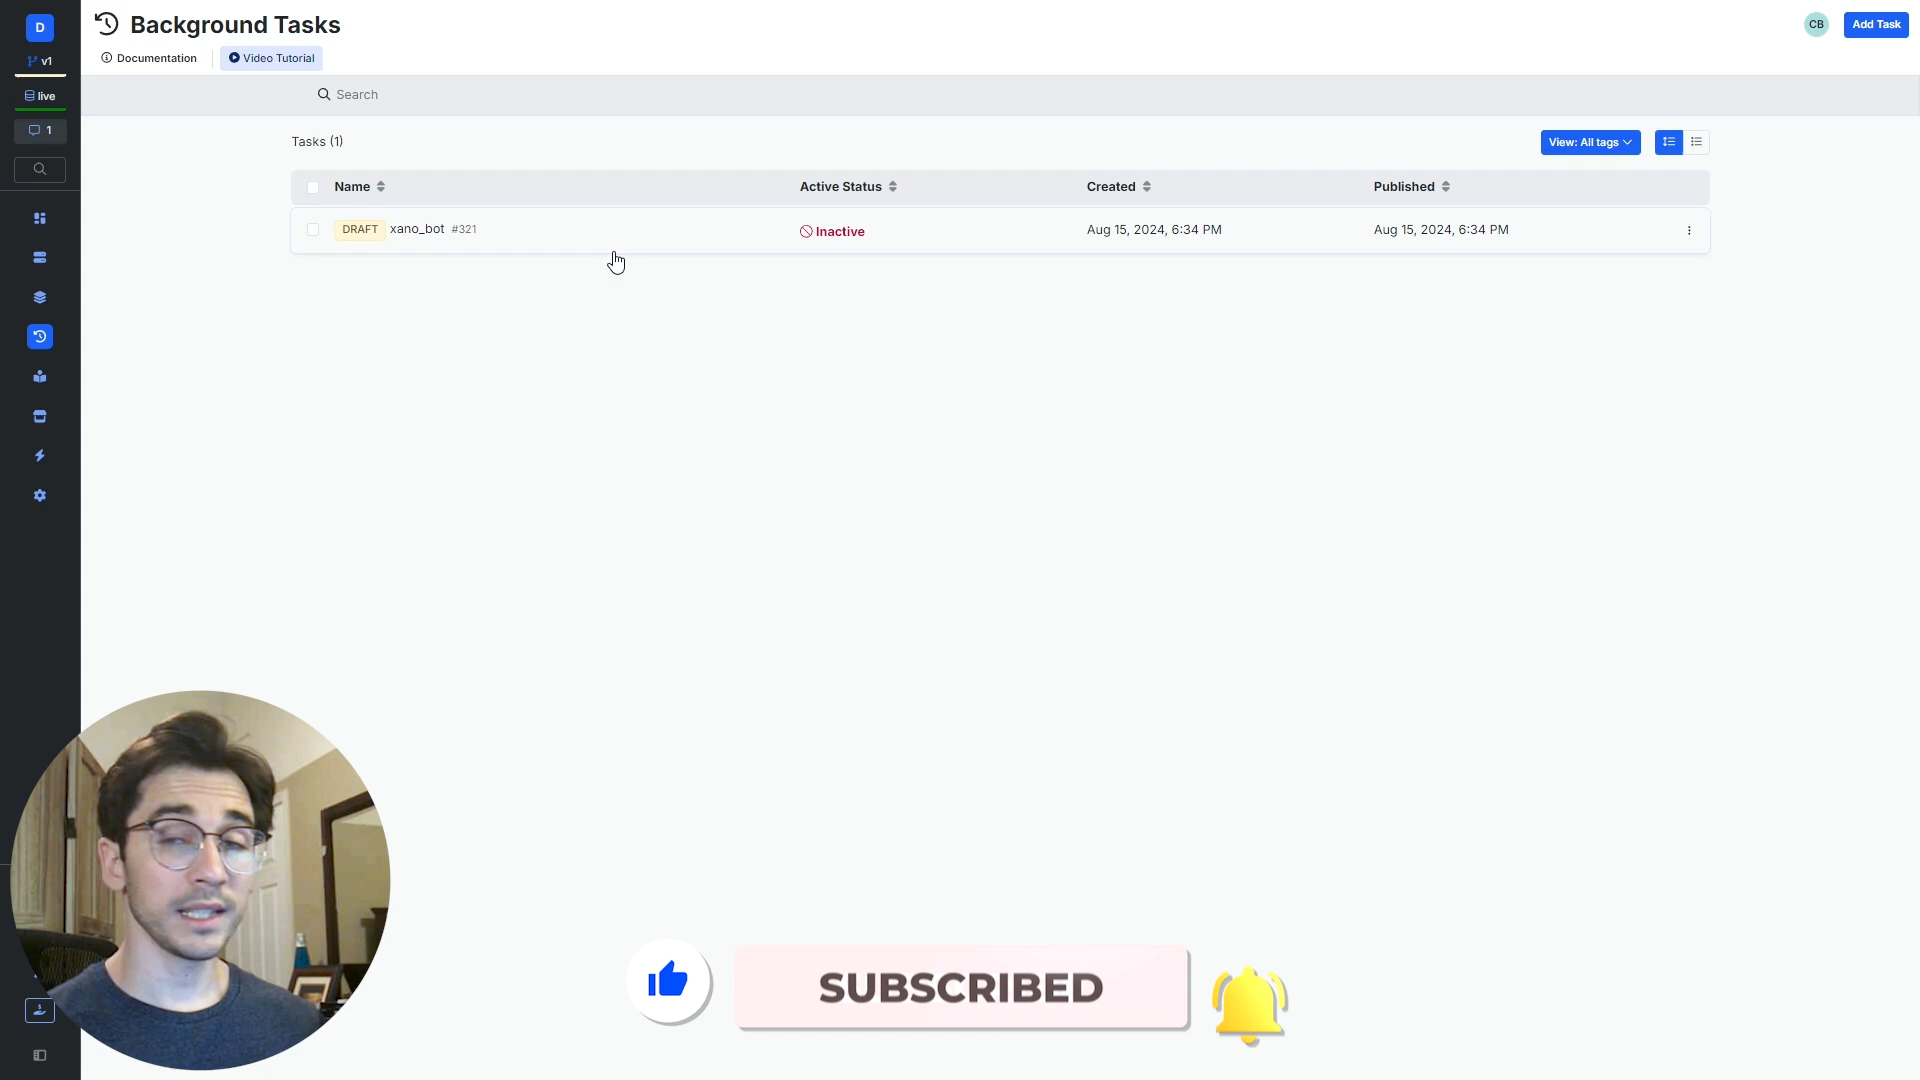 D
Background Tasks
CB
Add Task
v1
Documentation
Video Tutorial
live
Search
1
Tasks (1)
View: All tags
Name
Active Status
Created
Published
DRAFT xano_bot #321
Inactive
Aug 15, 2024, 6:34 PM
Aug 15, 2024, 6:34 PM
SUBSCRIBED